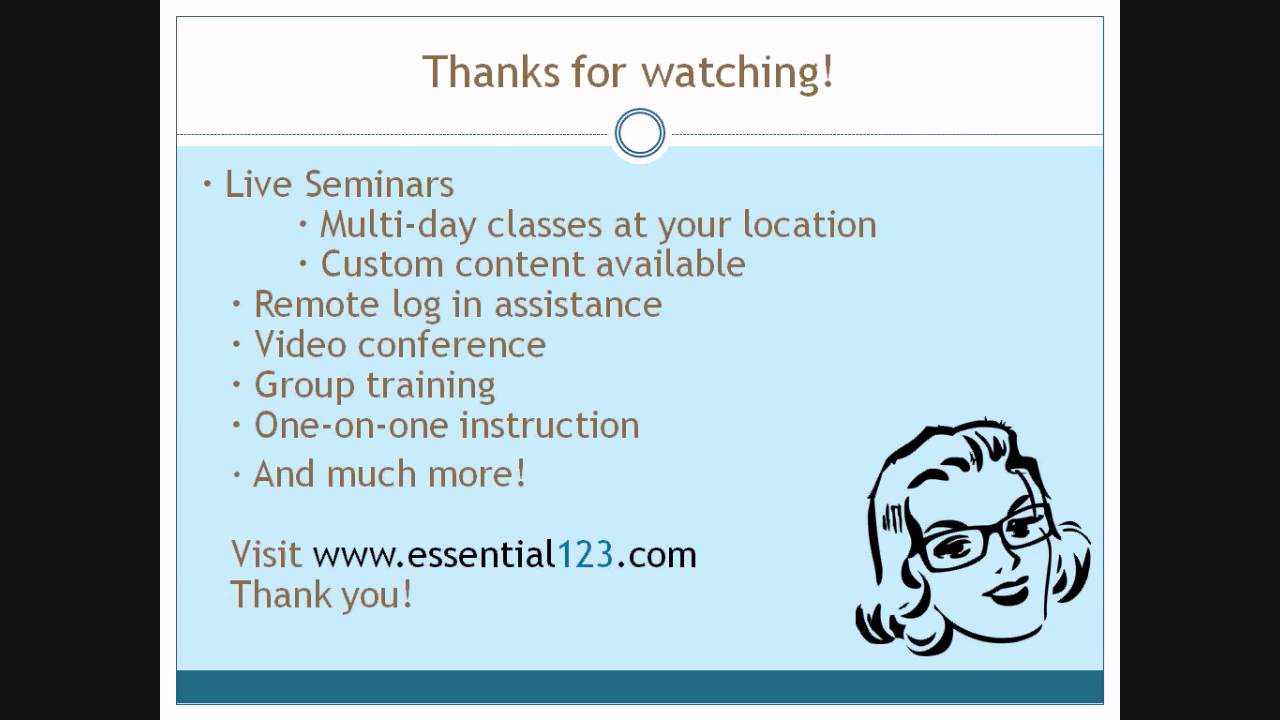 Thanks for watching!
· Live Seminars
· Multi-day classes at your location
· Custom content available
· Remote log in assistance
· Video conference
· Group training
· One-on-one instruction
· And much more!
Visit www.essential123.com
Thank you!